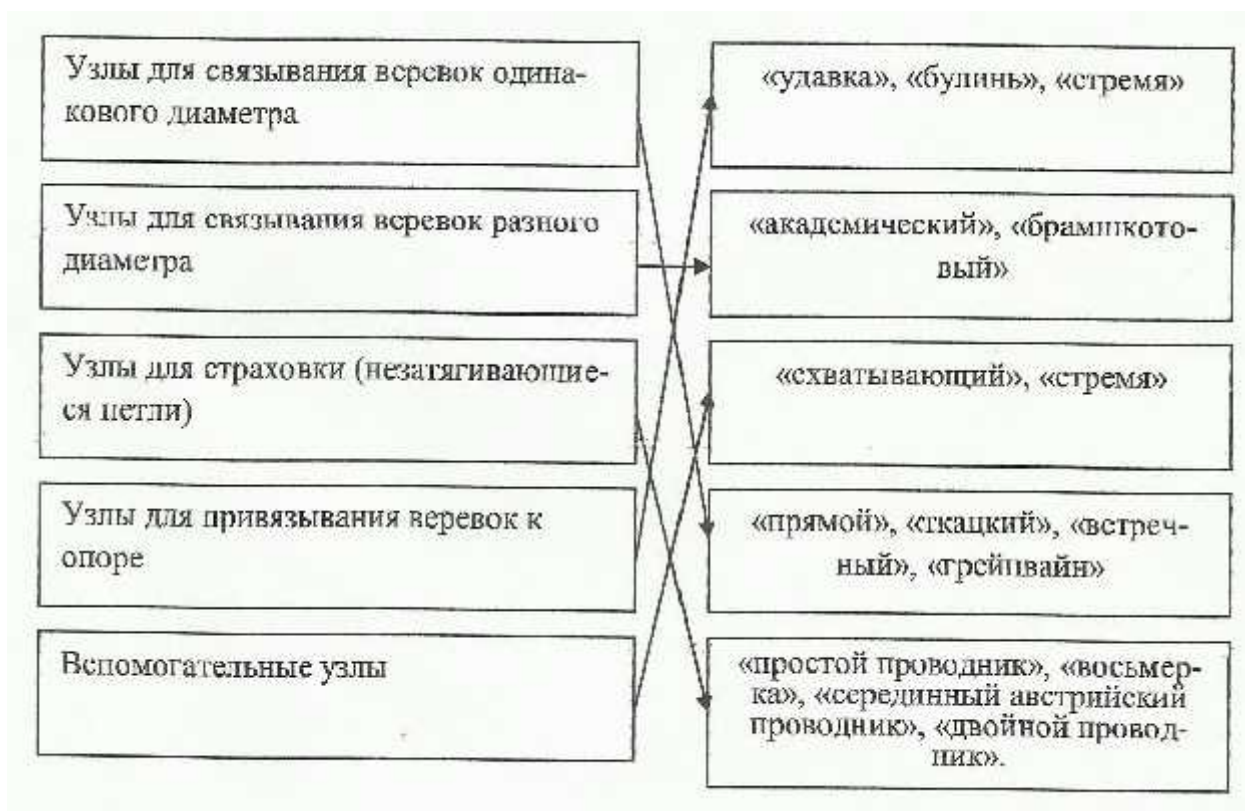 Узлы для связывания веревок одина-
кового диаметра
Узлы для связывания веревок разного
диаметра
Узлы для страховки (незатягивающие-
ся петли)
Узлы для привязывания веревок к
опоре
Вспомогательные узлы
«удавка», «булинь», «стремя»
«академический», «брамшкото-
вый»
«схватывающий», «стремя»
«прямой», «ткацкий», «встреч-
ный», «грейпвайн»
«простой проводник», «восьмер-
ка», «серединный австрийский
проводник», «двойной провод-
ник».